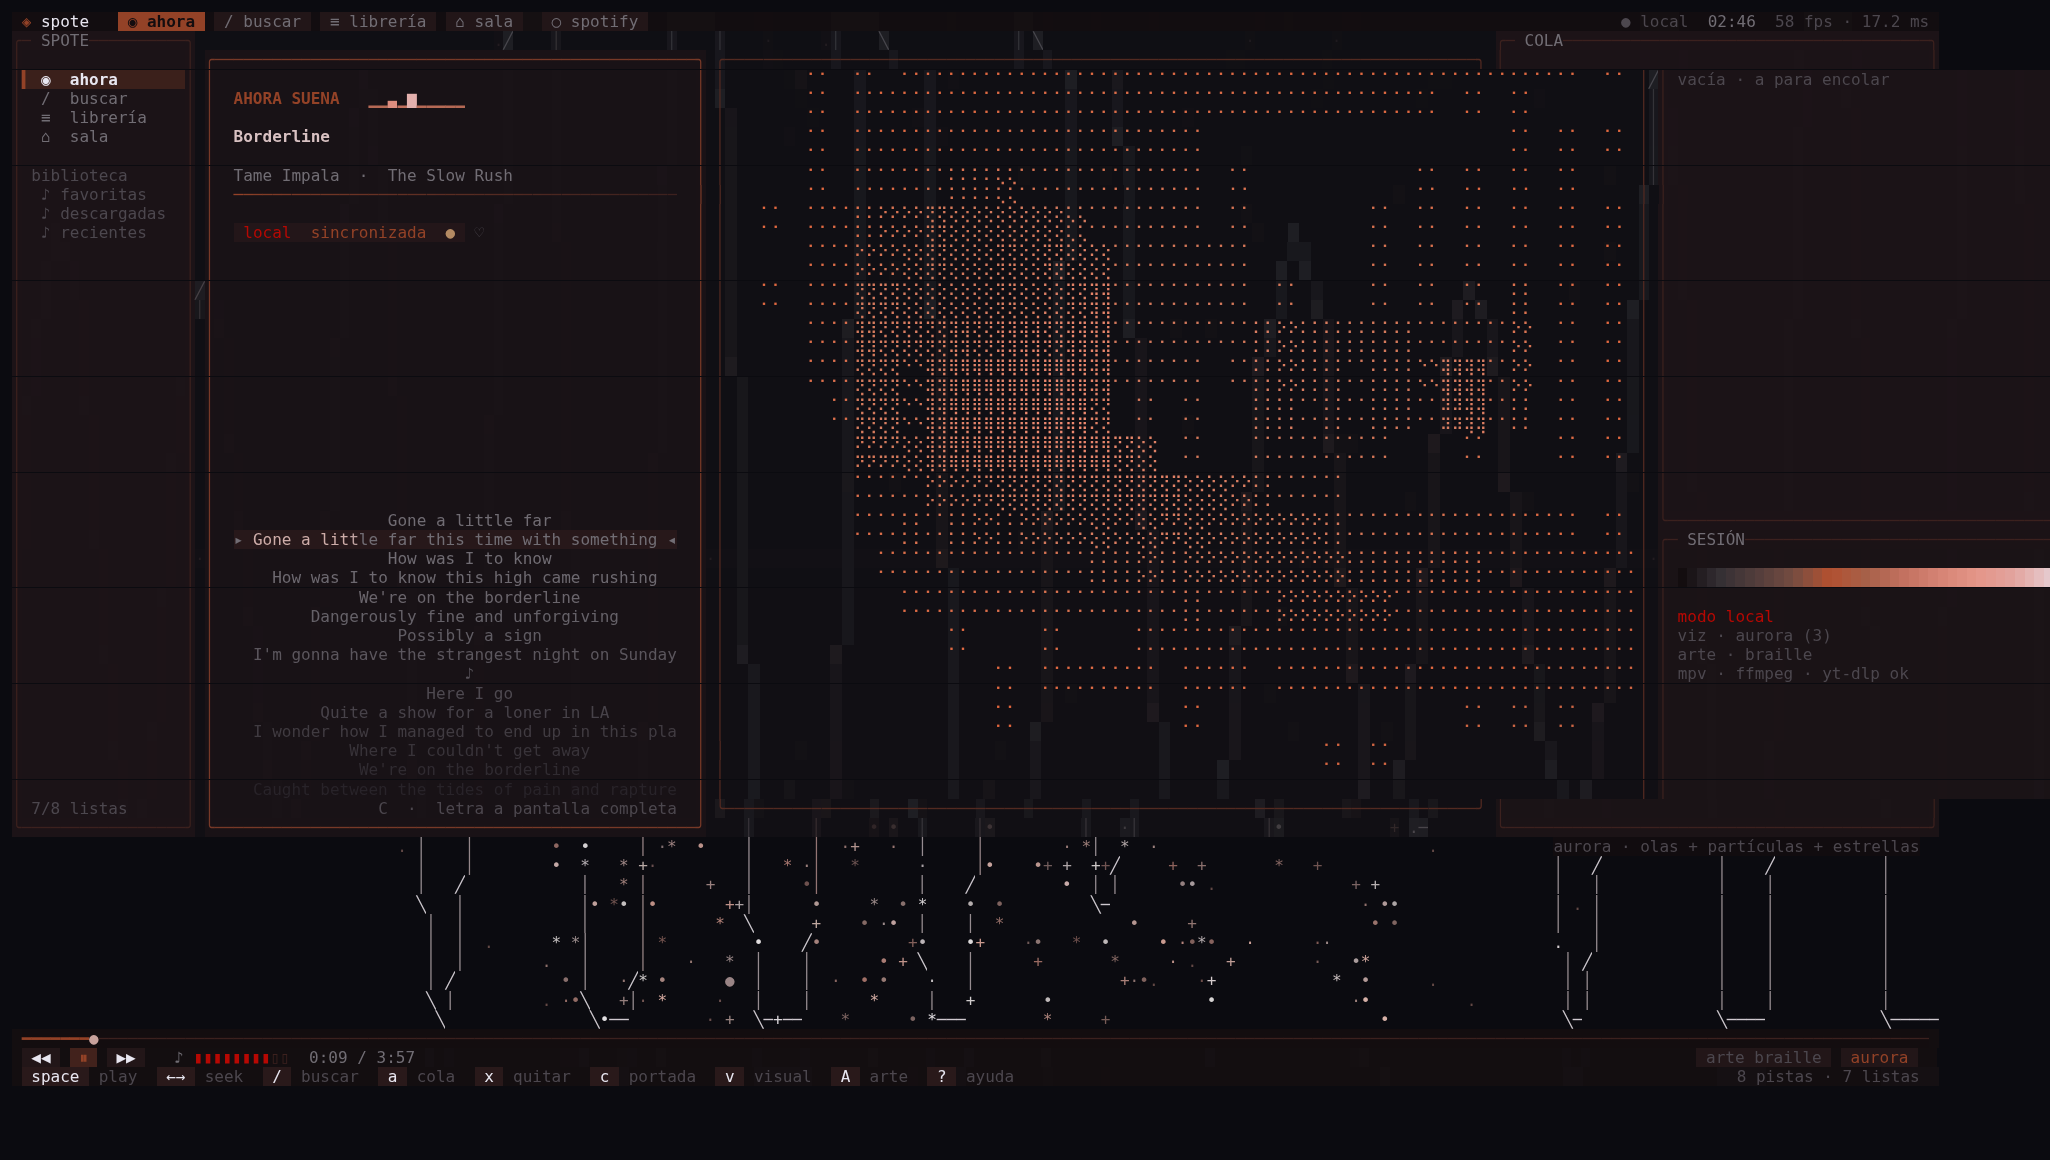 ◈ spote ◉ ahora / buscar ≡ librería ⌂ sala ○ spotify ● local 02:46 58 fps · 17.2 ms
SPOTE
◉ ahora
/ buscar
≡ librería
⌂ sala
biblioteca
♪ favoritas
♪ descargadas
♪ recientes
7/8 listas
AHORA SUENA
Borderline
Tame Impala · The Slow Rush
local sincronizada ● ♡
Gone a little far
▸ Gone a little far this time with something ◂
How was I to know
How was I to know this high came rushing
We're on the borderline
Dangerously fine and unforgiving
Possibly a sign
I'm gonna have the strangest night on Sunday
♪
Here I go
Quite a show for a loner in LA
I wonder how I managed to end up in this pla
Where I couldn't get away
We're on the borderline
Caught between the tides of pain and rapture
C · letra a pantalla completa
COLA
vacía · a para encolar
SESIÓN
modo local
viz · aurora (3)
arte · braille
mpv · ffmpeg · yt-dlp ok
aurora · olas + partículas + estrellas
◀◀ ⏸ ▶▶ ♪ 0:09 / 3:57 arte braille aurora
space play ←→ seek / buscar a cola x quitar c portada v visual A arte ? ayuda 8 pistas · 7 listas